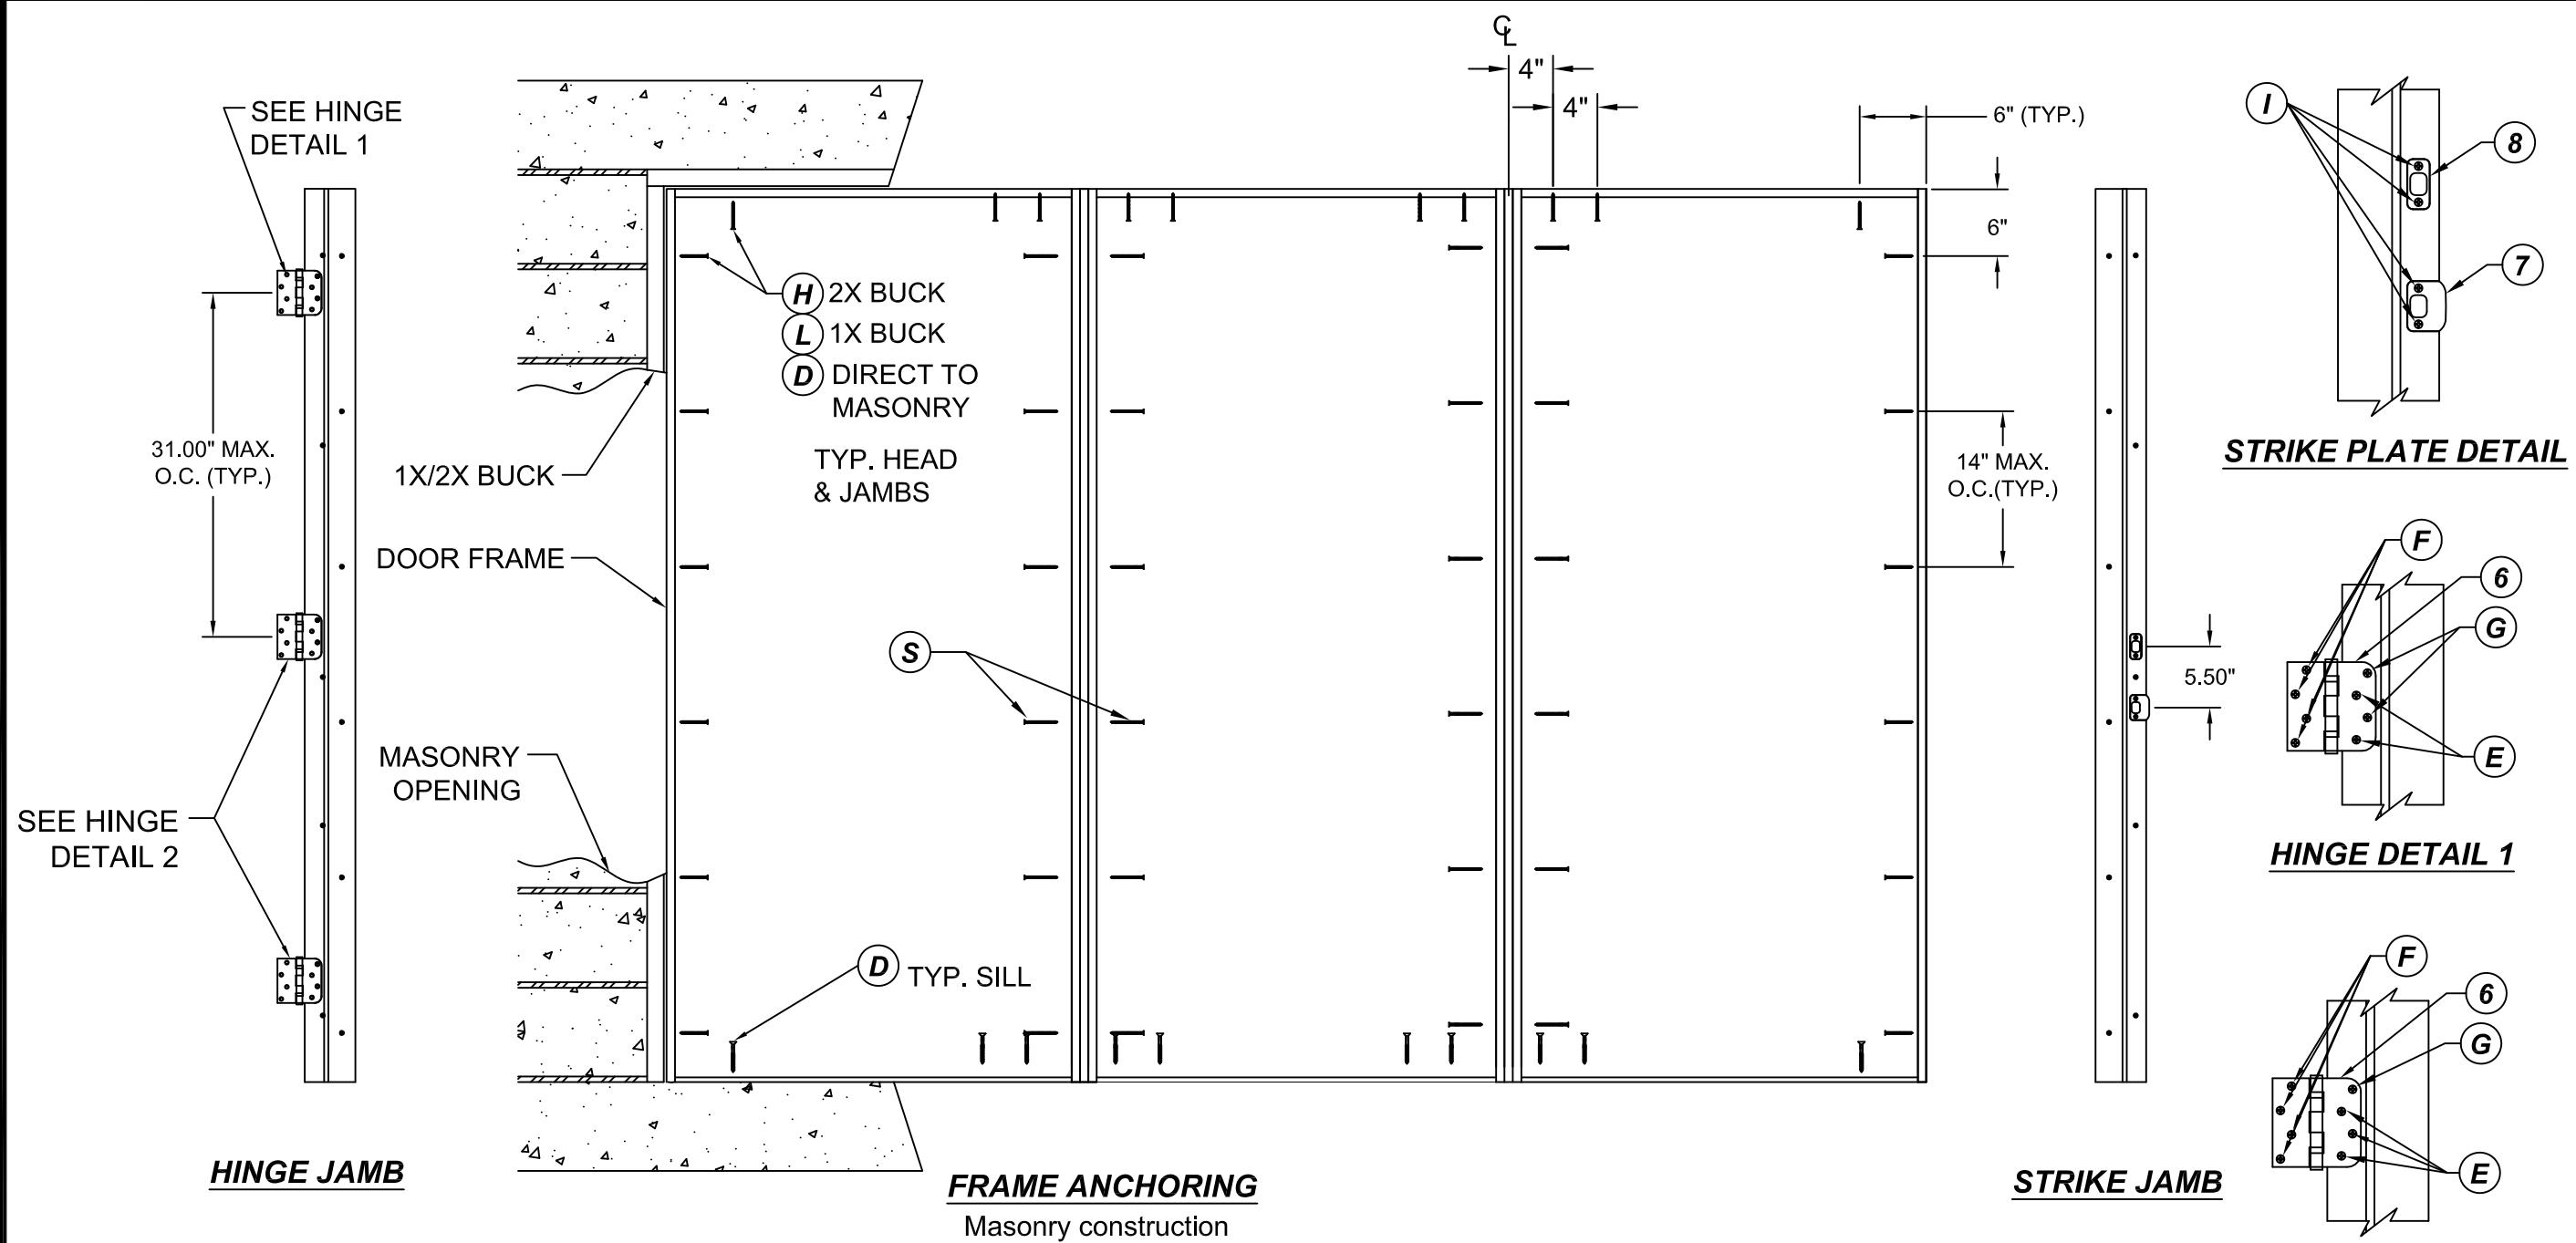 SEE HINGE
DETAIL 1
31.00" MAX.
O.C. (TYP.)
SEE HINGE
DETAIL 2
HINGE JAMB
1X/2X BUCK
DOOR FRAME
MASONRY
OPENING
H 2X BUCK
L 1X BUCK
D DIRECT TO
MASONRY
TYP. HEAD
& JAMBS
S
D TYP. SILL
FRAME ANCHORING
Masonry construction
CL
4"
4"
6" (TYP.)
6"
14" MAX.
O.C.(TYP.)
5.50"
STRIKE JAMB
I
8
7
STRIKE PLATE DETAIL
F
6
G
E
HINGE DETAIL 1
F
6
G
E